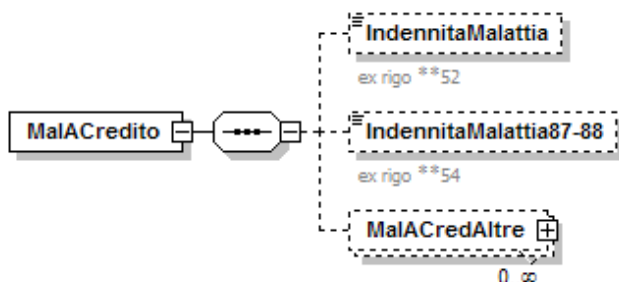 IndennitaMalattia
ex rigo **52
MalACredito
IndennitaMalattia87-88
ex rigo **54
MalACredAltre
0..∞